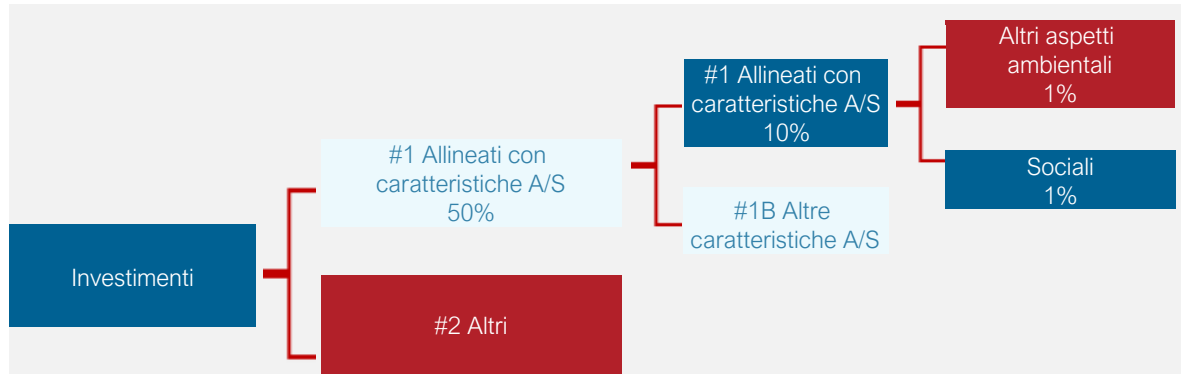 Investimenti
#1 Allineati con
caratteristiche A/S
50%
#2 Altri
#1 Allineati con
caratteristiche A/S
10%
#1B Altre
caratteristiche A/S
Altri aspetti
ambientali
1%
Sociali
1%